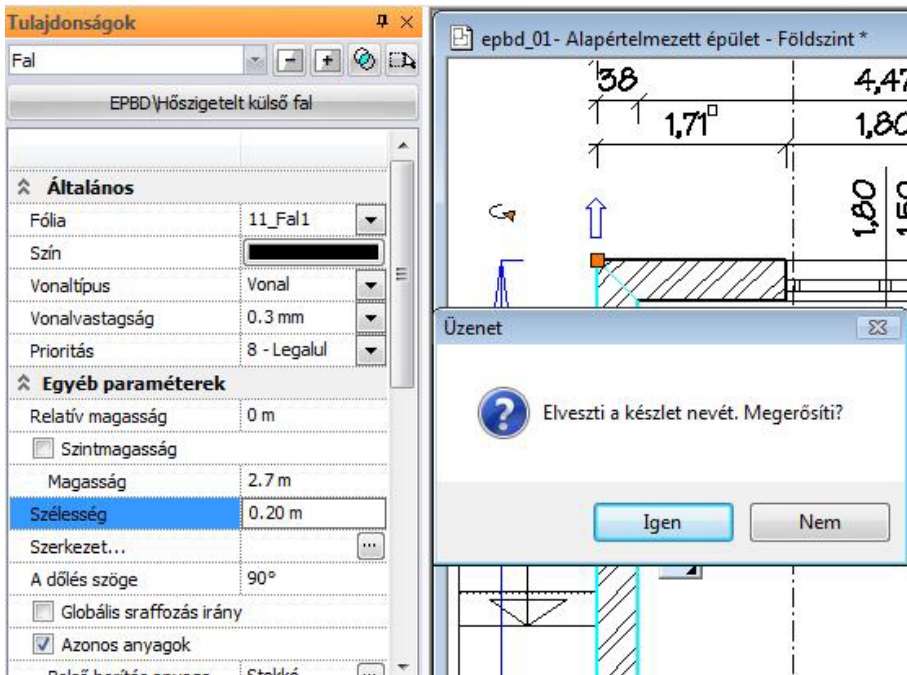 Tulajdonságok
Fal
EPBD\Hőszigetelt külső fal
Általános
Fólia 11_Fal1
Szín
Vonaltípus Vonal
Vonalvastagság 0.3 mm
Prioritás 8 - Legalul
Egyéb paraméterek
Relatív magasság 0 m
Szintmagasság
Magasság 2.7 m
Szélesség 0.20 m
Szerkezet... ...
A dőlés szöge 90°
Globális sraffozás irány
Azonos anyagok
epbd_01 - Alapértelmezett épület - Földszint *
38 4,47
1,71 1,80
1,80
Üzenet
Elveszti a készlet nevét. Megerősíti?
Igen Nem